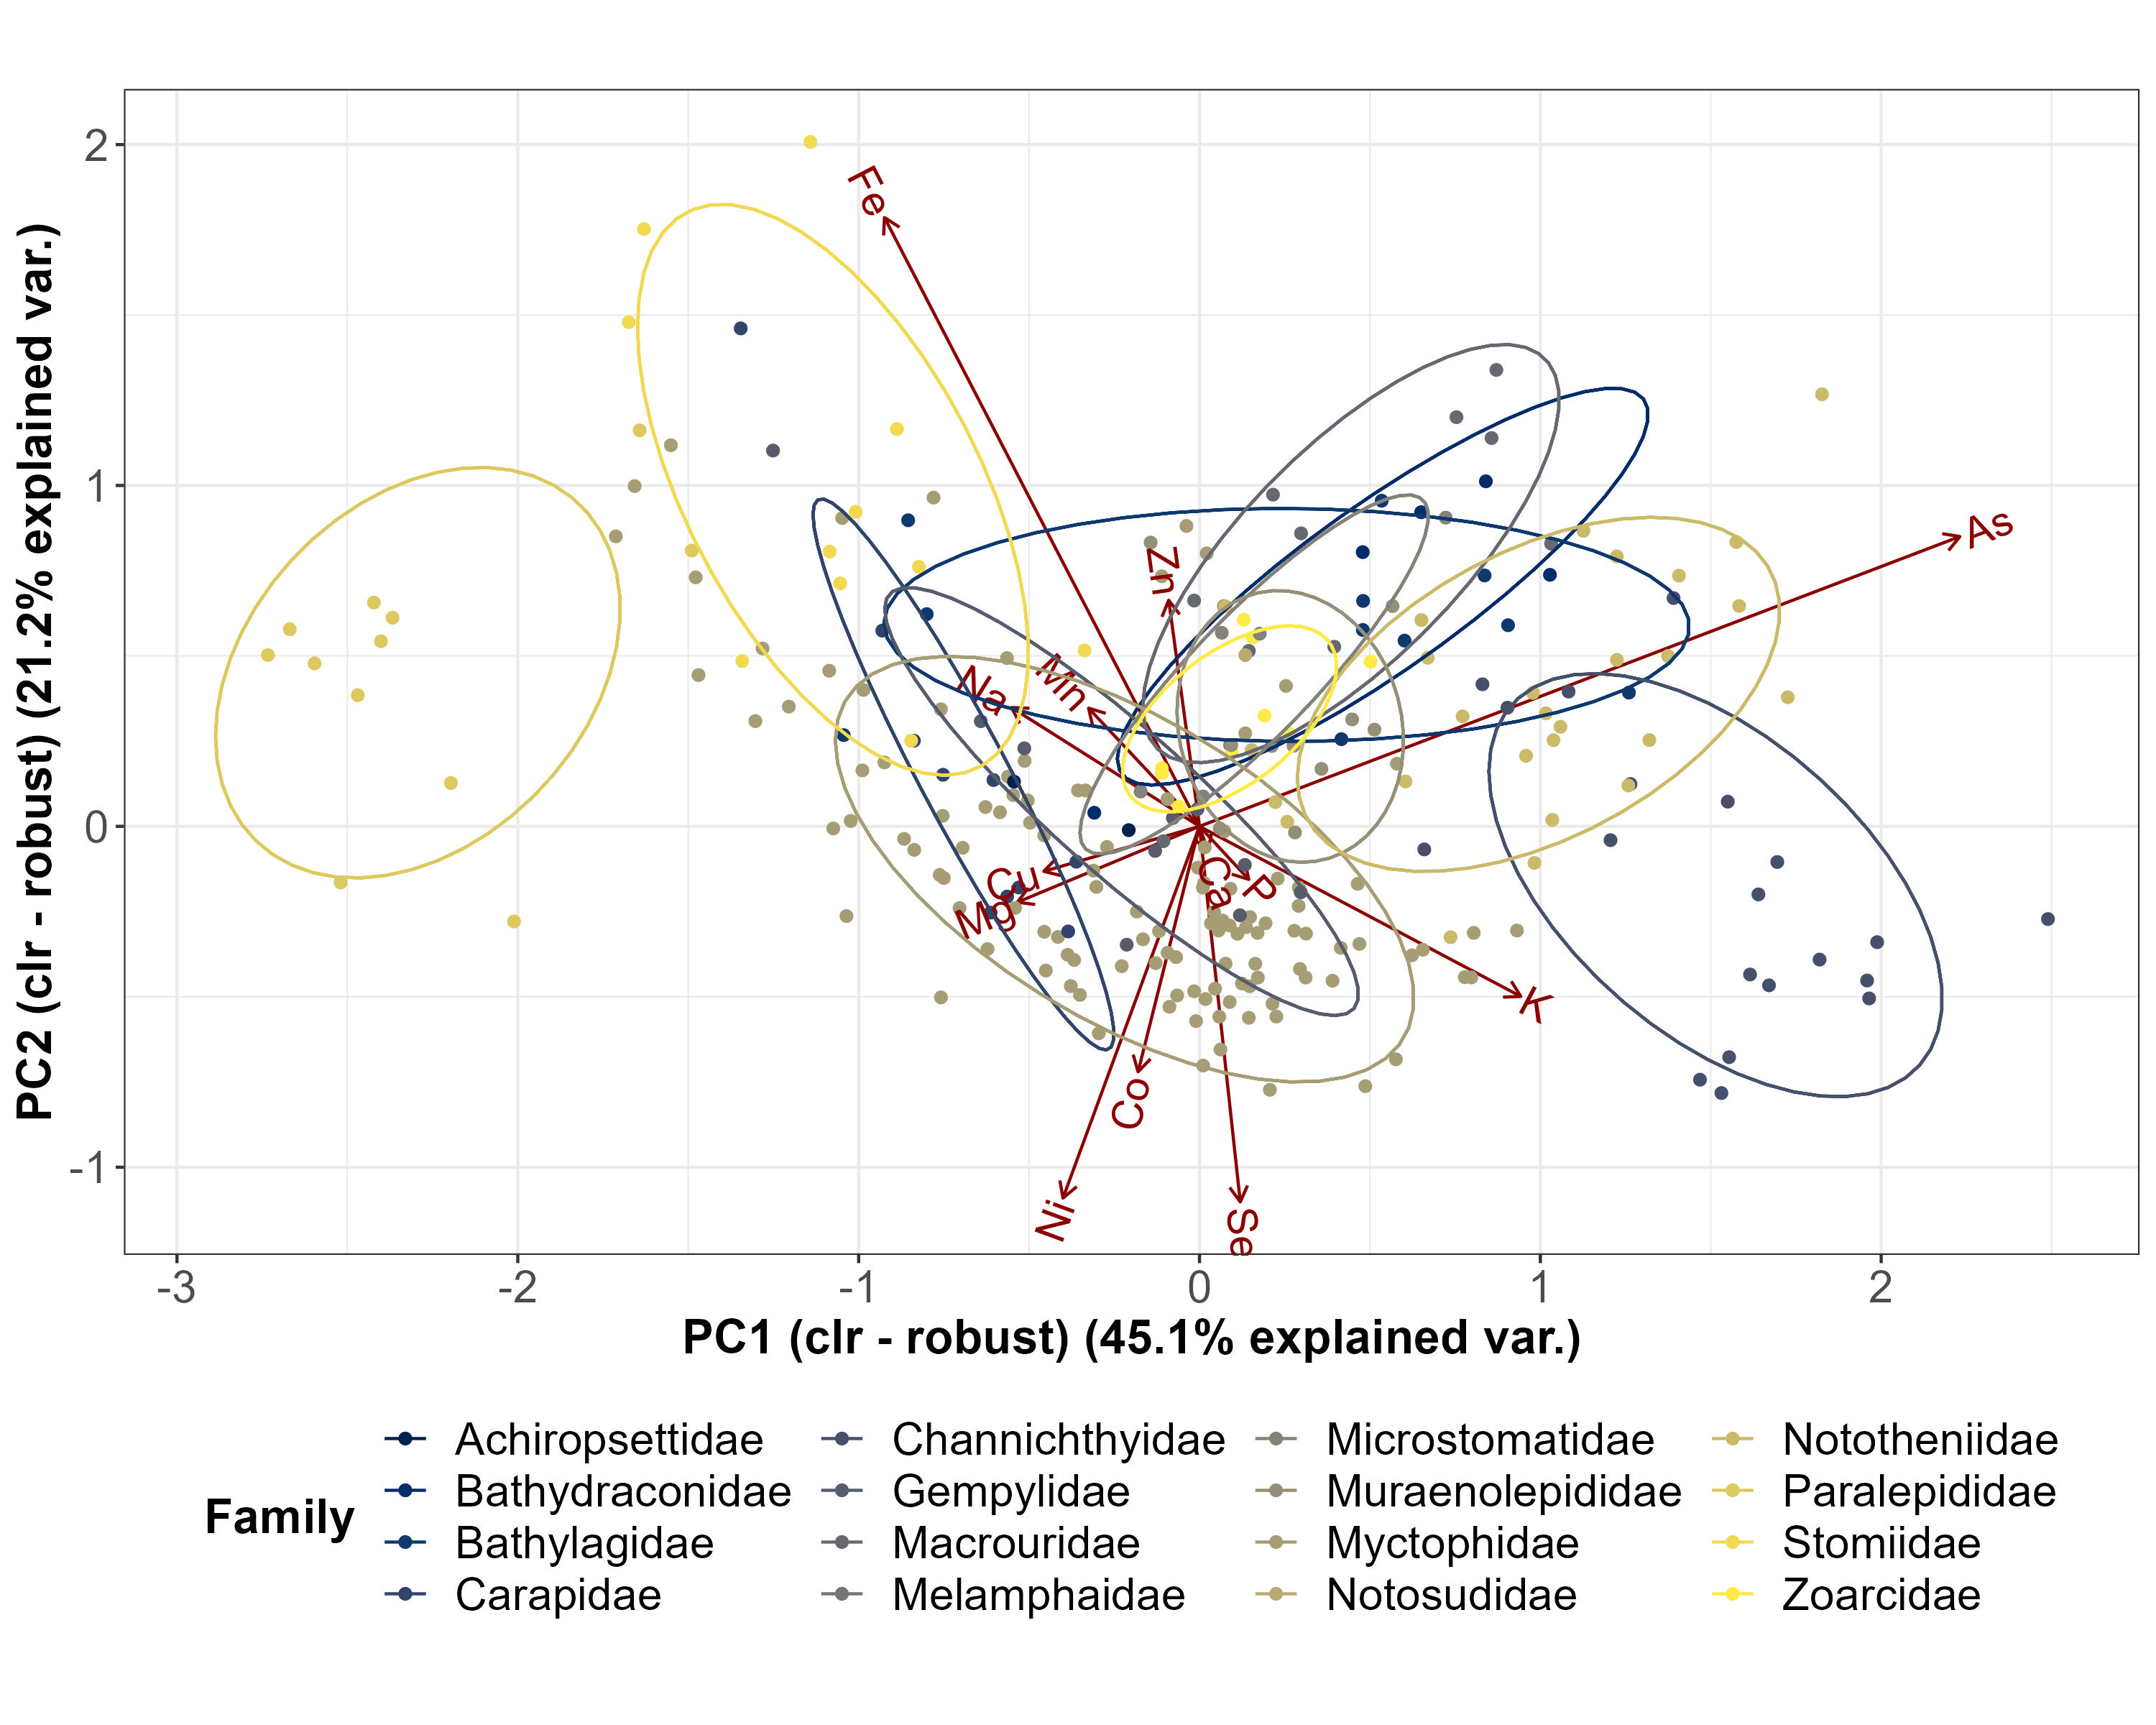 PC2 (clr - robust) (21.2% explained var.)
2
1
0
-1
Fe
As
Zn
Na
Mn
Cu
Mg
Ca
P
K
Co
Ni
Se
-3 -2 -1 0 1 2
PC1 (clr - robust) (45.1% explained var.)
Family
Achiropsettidae Channichthyidae Microstomatidae Nototheniidae
Bathydraconidae Gempylidae Muraenolepididae Paralepididae
Bathylagidae Macrouridae Myctophidae Stomiidae
Carapidae Melamphaidae Notosudidae Zoarcidae